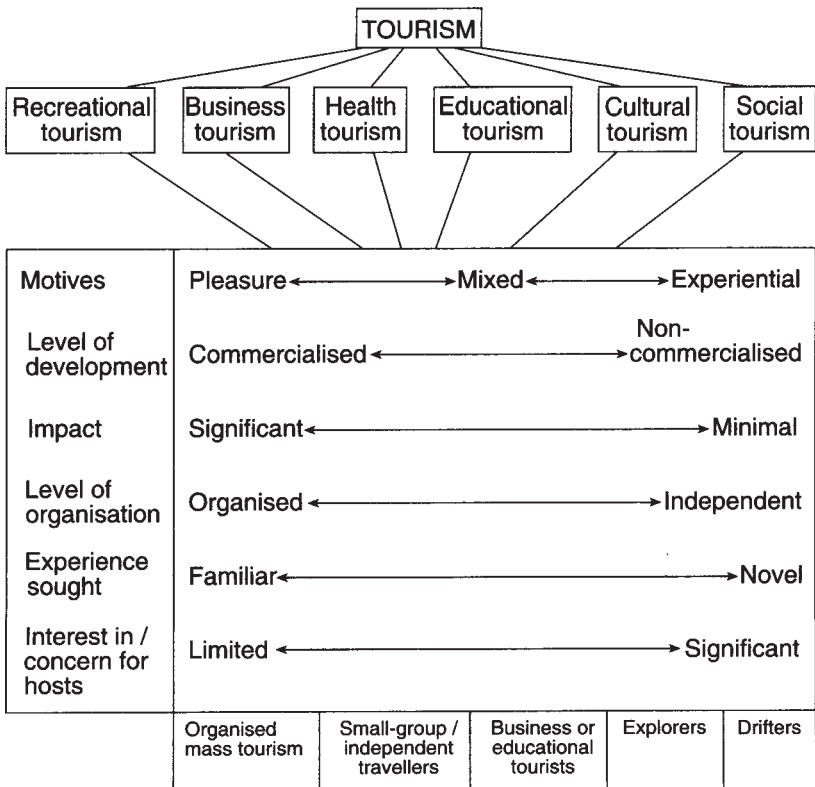 TOURISM
Recreational
tourism
Business
tourism
Health
tourism
Educational
tourism
Cultural
tourism
Social
tourism
Motives
Pleasure
Mixed
Experiential
Level of
development
Commercialised
Non-
commercialised
Impact
Significant
Minimal
Level of
organisation
Organised
Independent
Experience
sought
Familiar
Novel
Interest in /
concern for
hosts
Limited
Significant
Organised
mass tourism
Small-group /
independent
travellers
Business or
educational
tourists
Explorers
Drifters